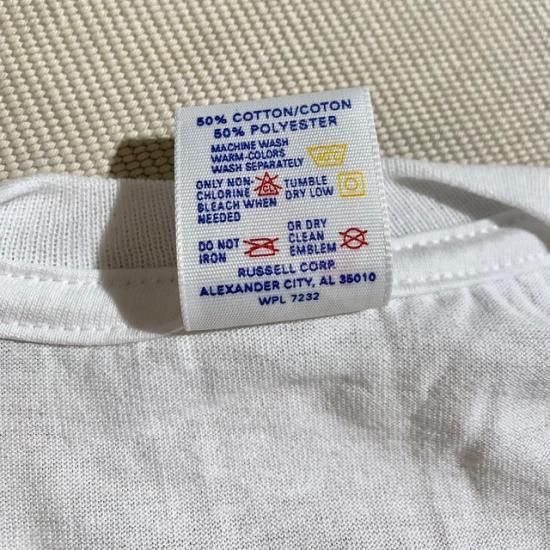 50% COTTON/COTON
50% POLYESTER
MACHINE WASH
WARM-COLORS
WASH SEPARATELY
ONLY NON-
CHLORINE
BLEACH WHEN
NEEDED
TUMBLE
DRY LOW
DO NOT
IRON
OR DRY
CLEAN
EMBLEM
RUSSELL CORP.
ALEXANDER CITY, AL 35010
WPL 7232